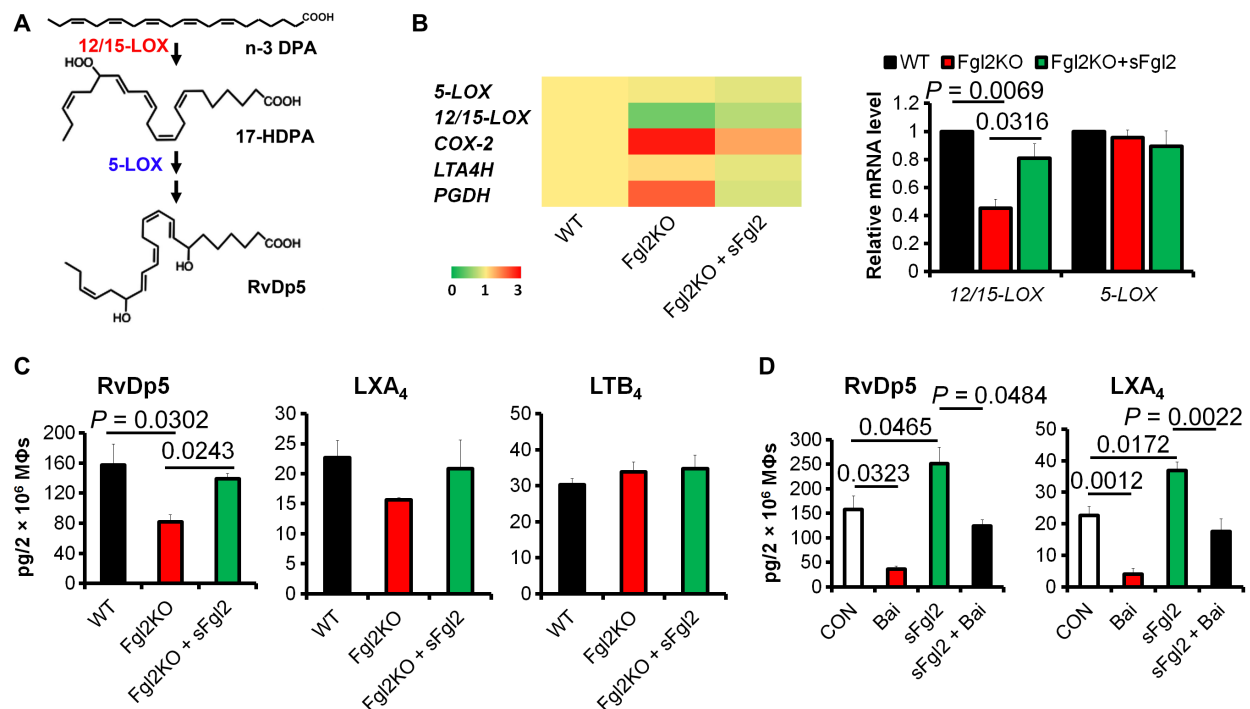 A
COOH
12/15-LOX
n-3 DPA
HOO
COOH
17-HDPA
5-LOX
COOH
HO
RvDp5
HO
B
5-LOX
12/15-LOX
COX-2
LTA4H
PGDH
WT
Fgl2KO
Fgl2KO + sFgl2
0 1 3
WT Fgl2KO Fgl2KO+sFgl2
P = 0.0069
0.0316
Relative mRNA level
1.2
1
0.8
0.6
0.4
0.2
0
12/15-LOX 5-LOX
C
RvDp5
P = 0.0302
0.0243
pg/2 × 10⁶ MΦs
200
160
120
80
40
0
WT
Fgl2KO
Fgl2KO + sFgl2
LXA₄
30
25
20
15
10
5
0
WT
Fgl2KO
Fgl2KO + sFgl2
LTB₄
50
40
30
20
10
0
WT
Fgl2KO
Fgl2KO + sFgl2
D
RvDp5
P = 0.0484
0.0465
0.0323
pg/2 × 10⁶ MΦs
300
250
200
150
100
50
0
CON
Bai
sFgl2
sFgl2 + Bai
LXA₄
P = 0.0022
0.0172
0.0012
50
40
30
20
10
0
CON
Bai
sFgl2
sFgl2 + Bai